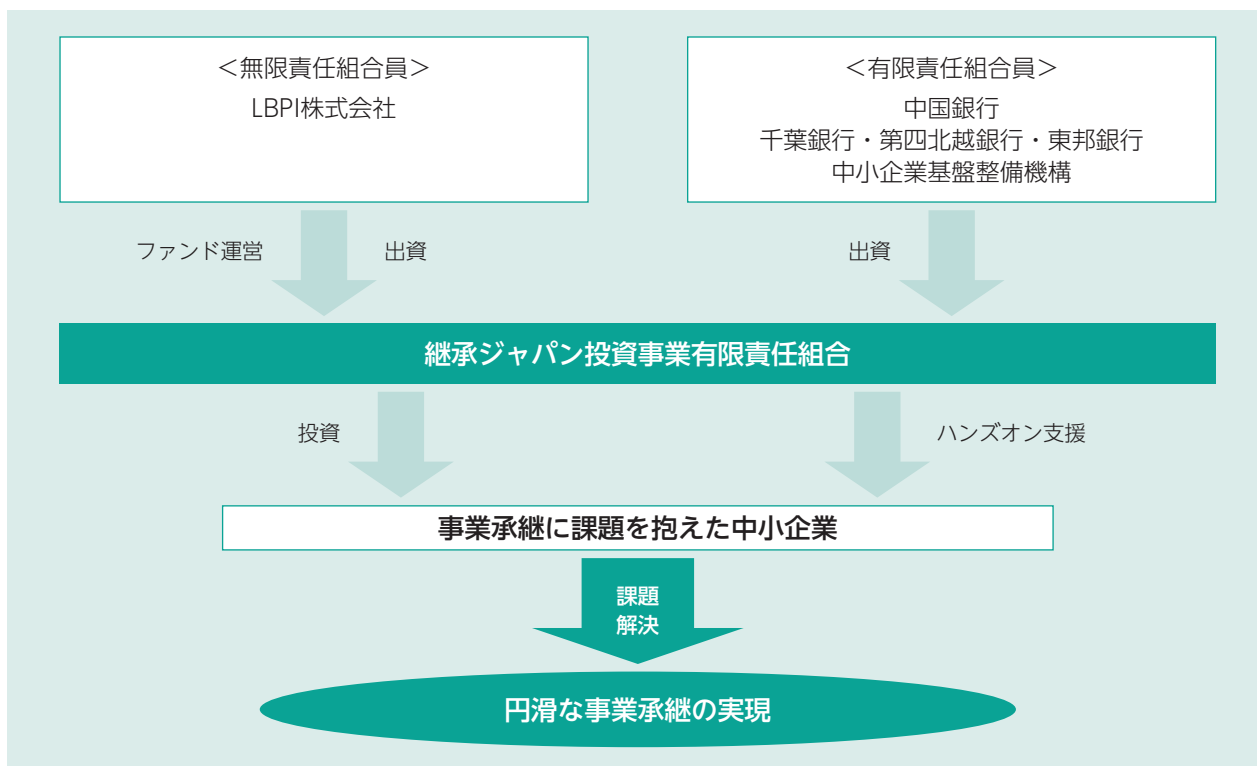 ＜無限責任組合員＞
LBPI株式会社
＜有限責任組合員＞
中国銀行
千葉銀行・第四北越銀行・東邦銀行
中小企業基盤整備機構
ファンド運営
出資
出資
継承ジャパン投資事業有限責任組合
投資
ハンズオン支援
事業承継に課題を抱えた中小企業
課題
解決
円滑な事業承継の実現